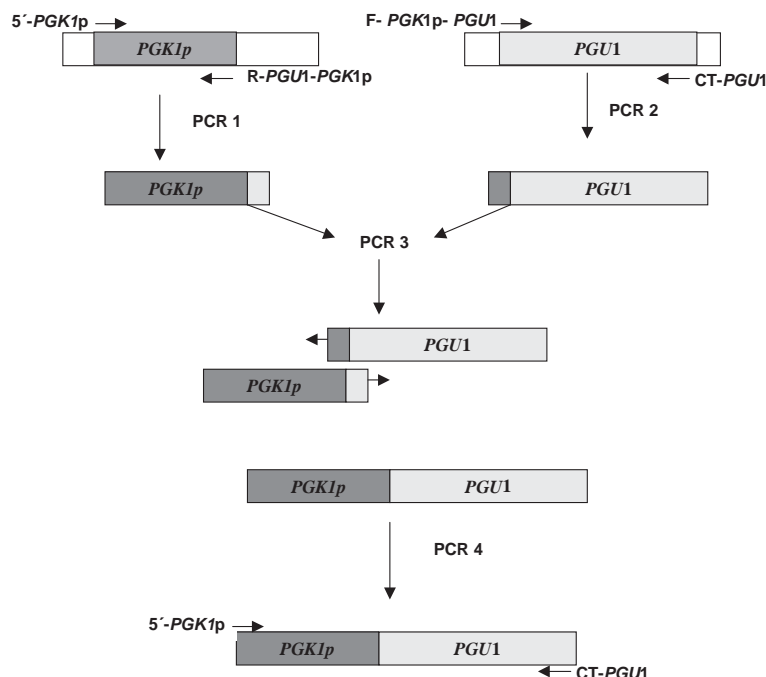 5´-PGK1p
F- PGK1p- PGU1
PGK1p
PGU1
R-PGU1-PGK1p
CT-PGU1
PCR 1
PCR 2
PGK1p
PGU1
PCR 3
PGU1
PGK1p
PGK1p
PGU1
PCR 4
5´-PGK1p
PGK1p
PGU1
CT-PGU1